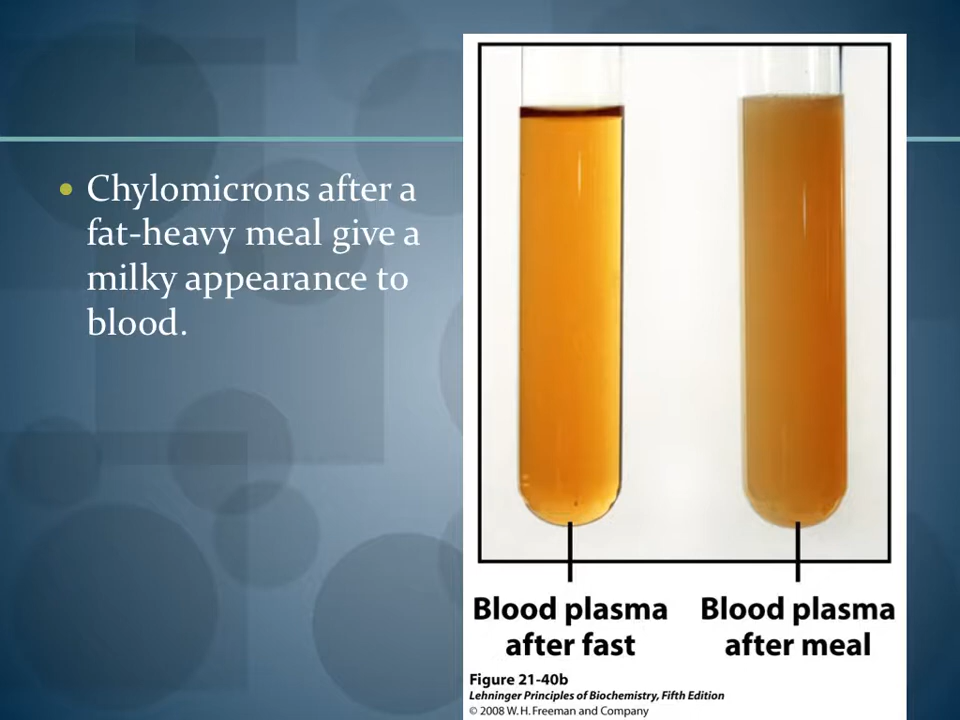 Chylomicrons after a
fat-heavy meal give a
milky appearance to
blood.
Blood plasma
after fast
Blood plasma
after meal
Figure 21-40b
Lehninger Principles of Biochemistry, Fifth Edition
© 2008 W. H. Freeman and Company